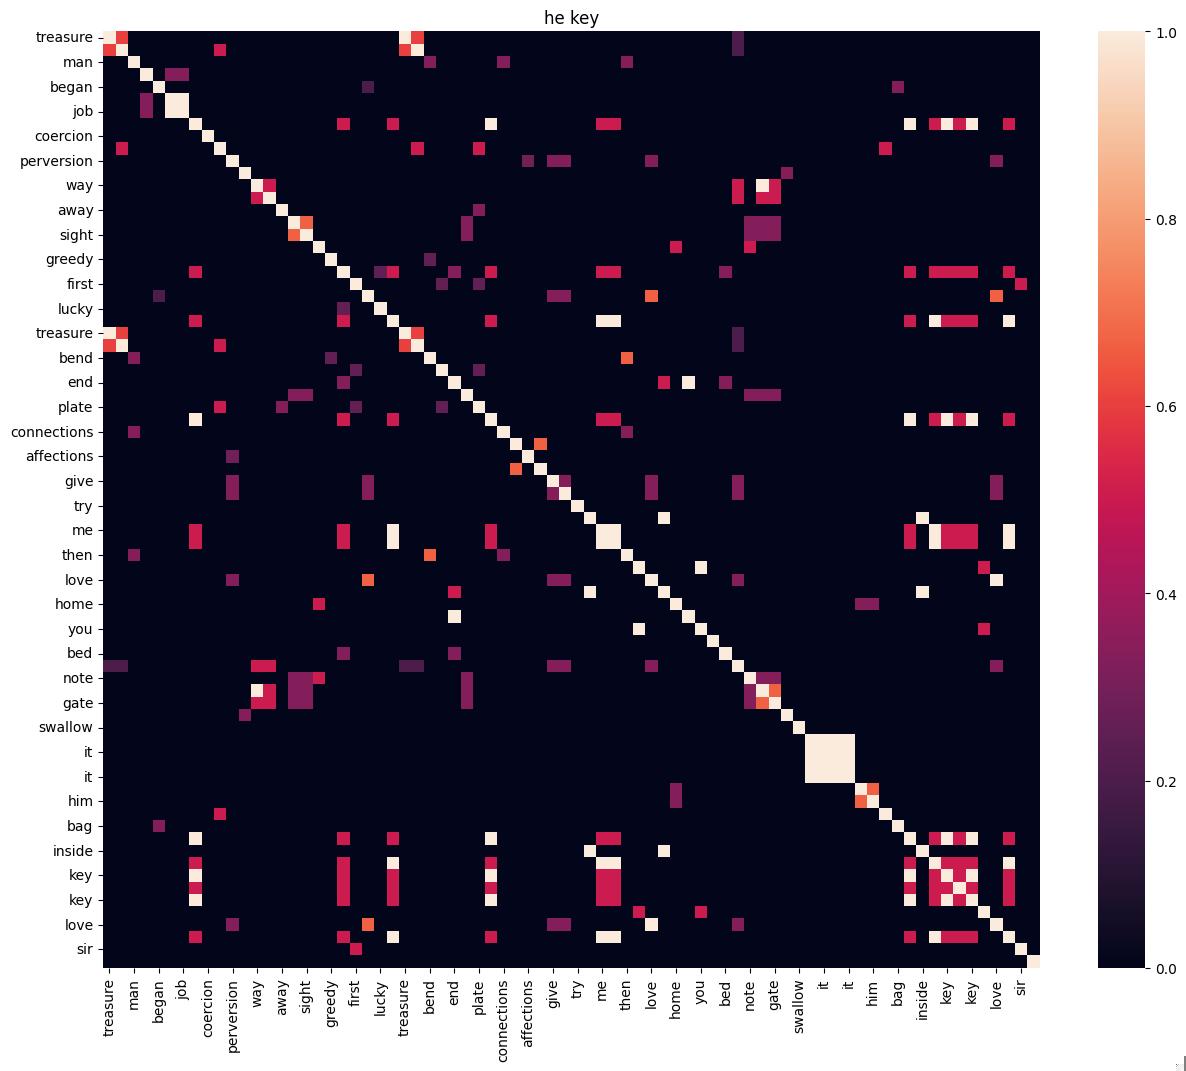 he key
treasure
man
began
job
coercion
perversion
way
away
sight
greedy
first
lucky
treasure
bend
end
plate
connections
affections
give
try
me
then
love
home
you
bed
note
gate
swallow
it
it
him
bag
inside
key
key
love
sir
treasure
man
began
job
coercion
perversion
way
away
sight
greedy
first
lucky
treasure
bend
end
plate
connections
affections
give
try
me
then
love
home
you
bed
note
gate
swallow
it
it
him
bag
inside
key
key
love
sir
1.0
0.8
0.6
0.4
0.2
0.0